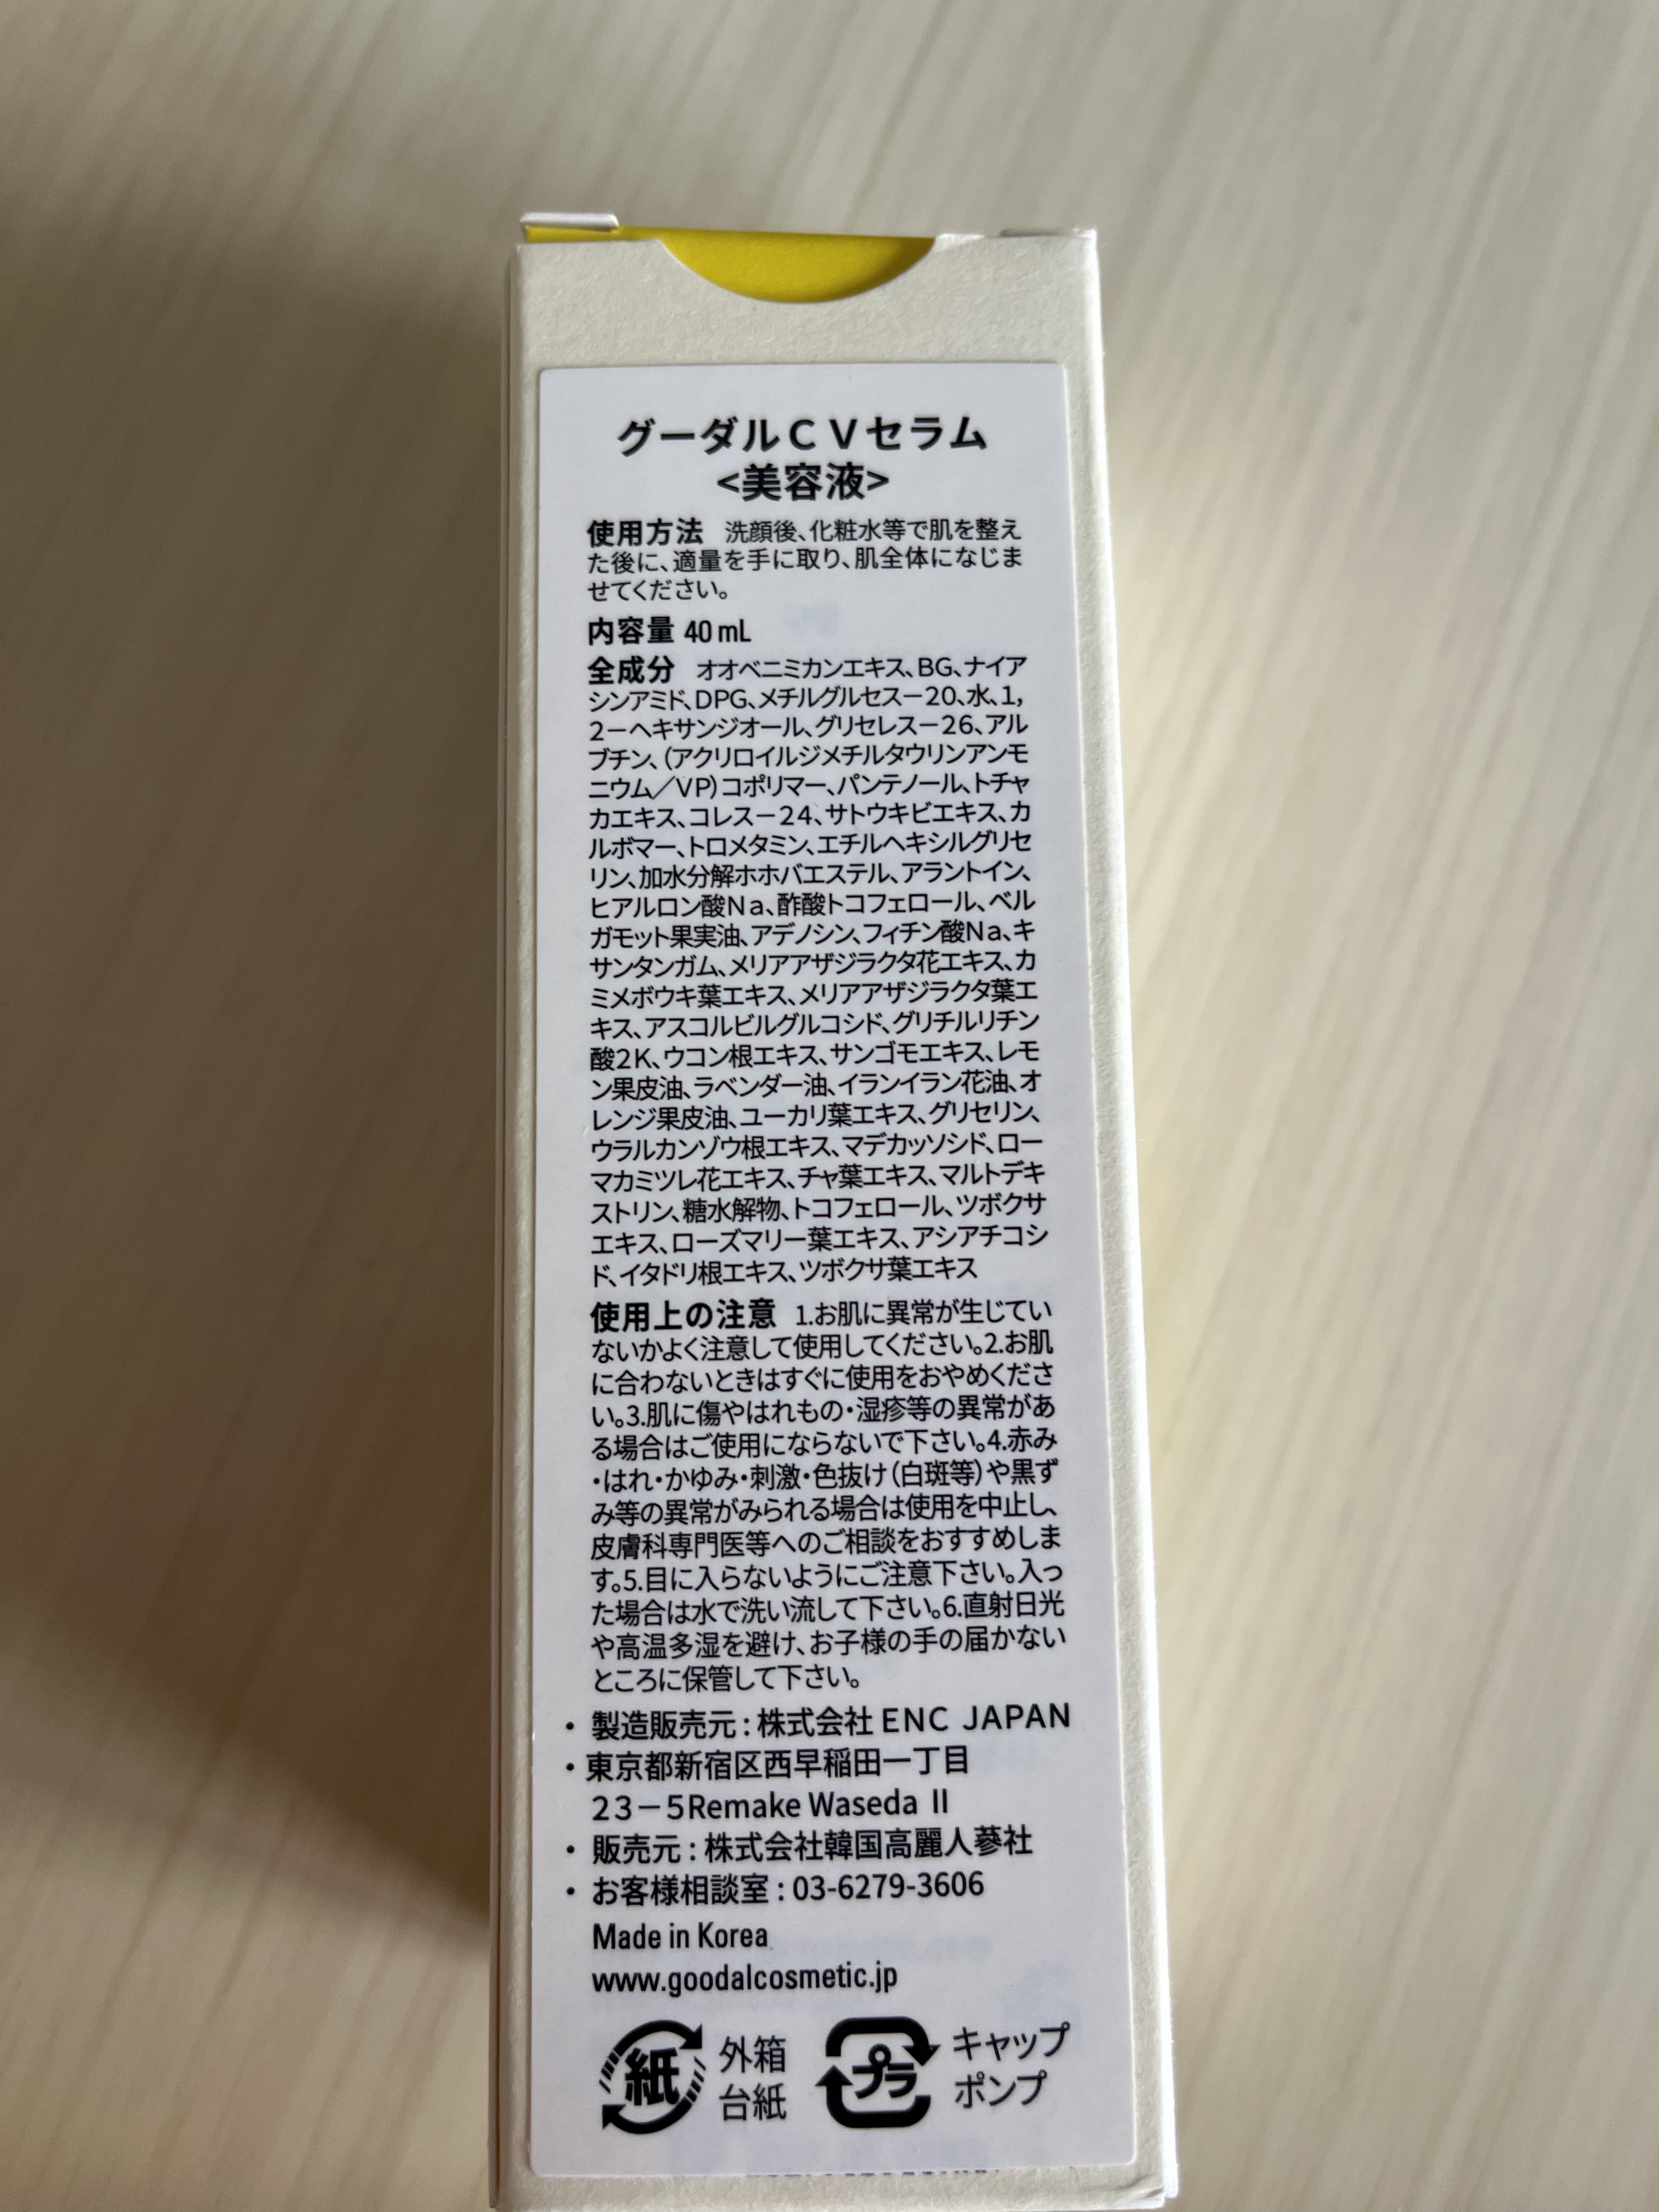 グーダルＣＶセラム
<美容液>
使用方法 洗顔後、化粧水等で肌を整え
た後に、適量を手に取り、肌全体になじま
せてください。
内容量 40 mL
全成分 オオベニミカンエキス、BG、ナイア
シンアミド、DPG、メチルグルセスー20、水、1,
2ーヘキサンジオール、グリセレスー26、アル
ブチン、(アクリロイルジメチルタウリンアンモ
ニウム／VP)コポリマー、パンテノール、トチャ
カエキス、コレスー24、サトウキビエキス、カ
ルボマー、トロメタミン、エチルヘキシルグリセ
リン、加水分解ホホバエステル、アラントイン、
ヒアルロン酸Na、酢酸トコフェロール、ベル
ガモット果実油、アデノシン、フィチン酸Na、キ
サンタンガム、メリアアザジラクタ花エキス、カ
ミメボウキ葉エキス、メリアアザジラクタ葉エ
キス、アスコルビルグルコシド、グリチルリチン
酸2K、ウコン根エキス、サンゴモエキス、レモ
ン果皮油、ラベンダー油、イランイラン花油、オ
レンジ果皮油、ユーカリ葉エキス、グリセリン、
ウラルカンゾウ根エキス、マデカッソシド、ロー
マカミツレ花エキス、チャ葉エキス、マルトデキ
ストリン、糖水解物、トコフェロール、ツボクサ
エキス、ローズマリー葉エキス、アシアチコシ
ド、イタドリ根エキス、ツボクサ葉エキス
使用上の注意 1.お肌に異常が生じてい
ないかよく注意して使用してください。2.お肌
に合わないときはすぐに使用をおやめくださ
い。3.肌に傷やはれもの・湿疹等の異常があ
る場合はご使用にならないで下さい。4.赤み
・はれ・かゆみ・刺激・色抜け(白斑等)や黒ず
み等の異常がみられる場合は使用を中止し、
皮膚科専門医等へのご相談をおすすめしま
す。5.目に入らないようにご注意下さい。入っ
た場合は水で洗い流して下さい。6.直射日光
や高温多湿を避け、お子様の手の届かない
ところに保管して下さい。
・ 製造販売元 : 株式会社 ENC JAPAN
・東京都新宿区西早稲田一丁目
23－5Remake Waseda Ⅱ
・ 販売元 : 株式会社韓国高麗人蔘社
・ お客様相談室 : 03-6279-3606
Made in Korea
www.goodalcosmetic.jp
紙 外箱 台紙
プラ キャップ ポンプ